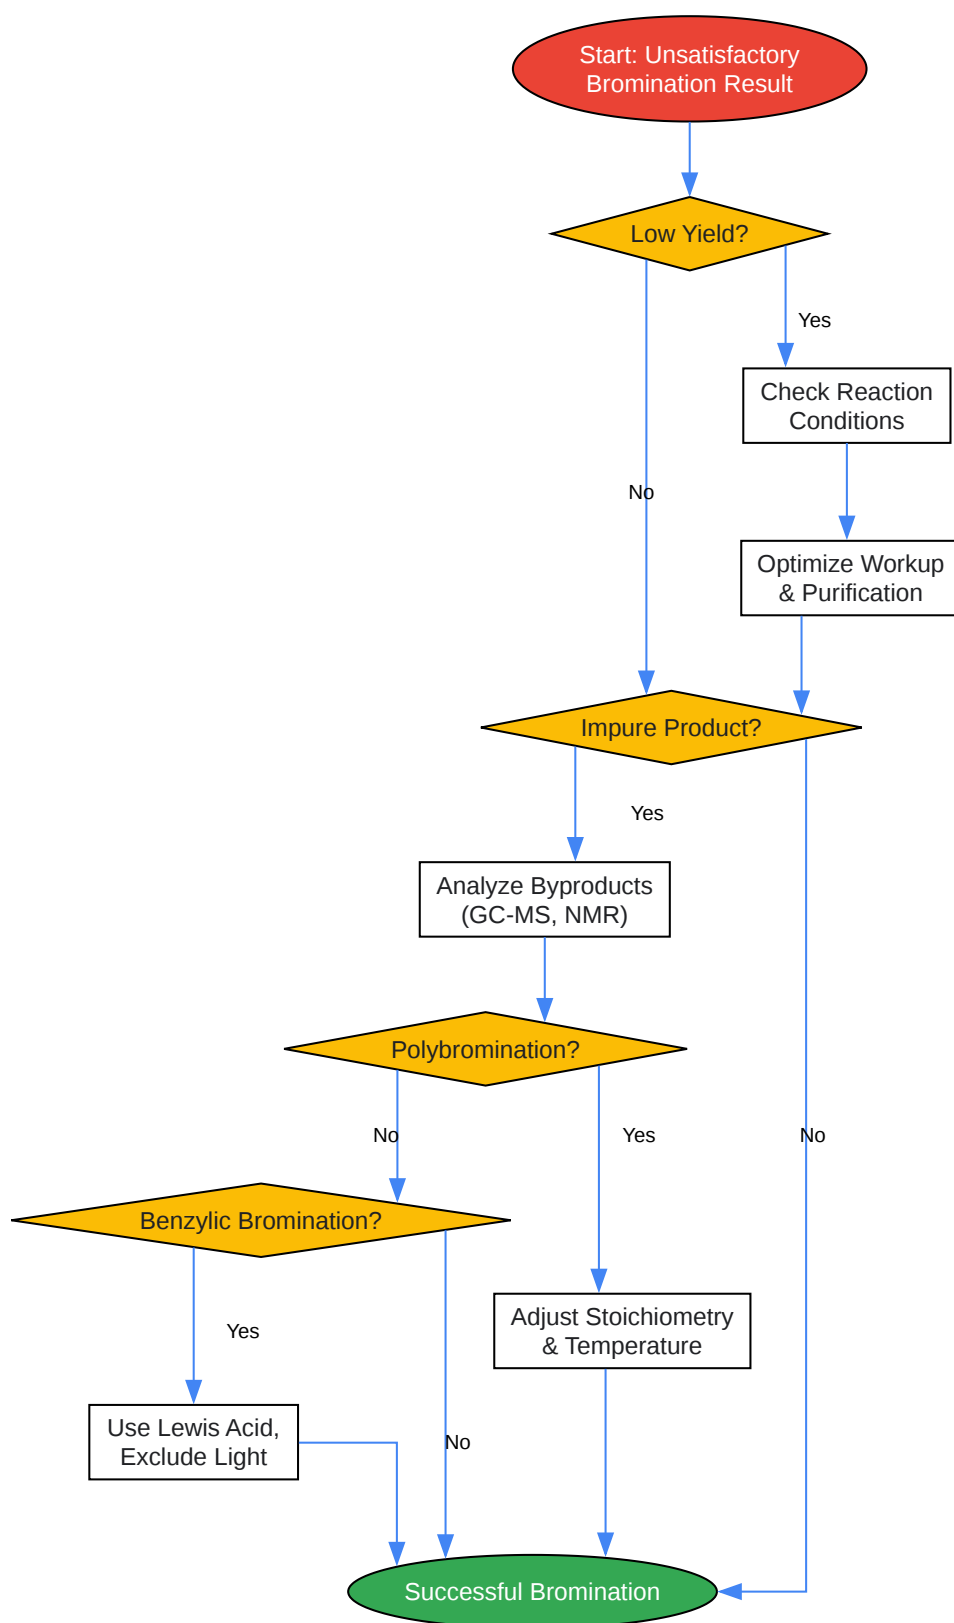 Start: Unsatisfactory
Bromination Result
Low Yield?
Yes
Check Reaction
Conditions
No
Optimize Workup
& Purification
Impure Product?
Yes
Analyze Byproducts
(GC-MS, NMR)
Polybromination?
No
Yes
No
Benzylic Bromination?
Yes
Adjust Stoichiometry
& Temperature
Use Lewis Acid,
Exclude Light
No
Successful Bromination